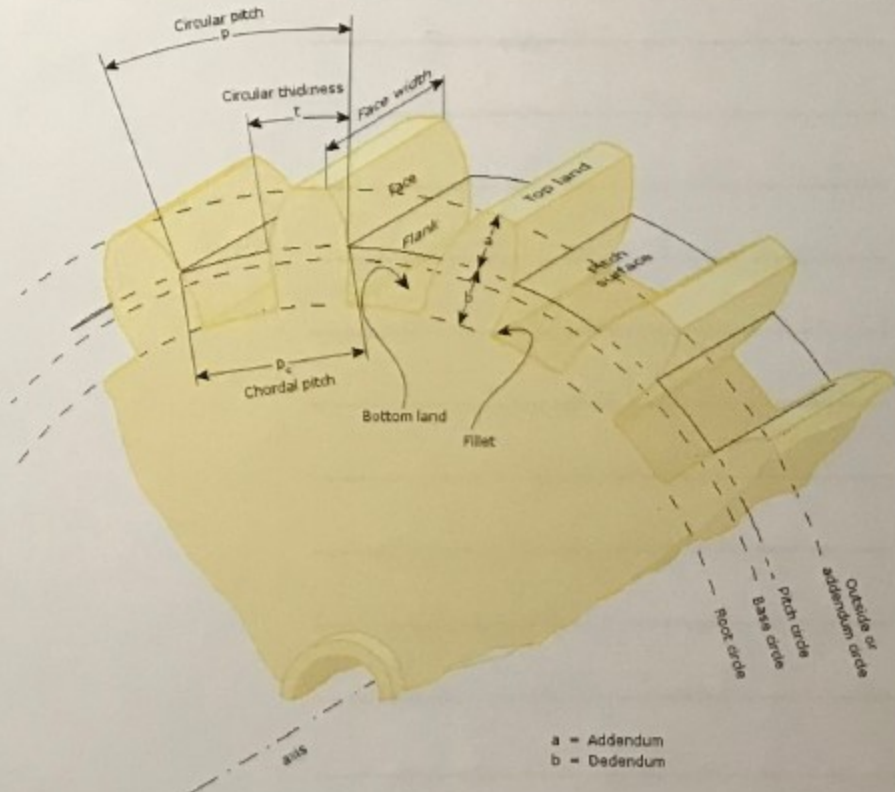 Circular pitch
p
Circular thickness
τ
Face width
Face
Flank
Top land
a
b
Pitch
surface
Pc
Chordal pitch
Bottom land
Fillet
Outside or
addendum circle
Pitch circle
Base circle
Root circle
axis
a = Addendum
b = Dedendum